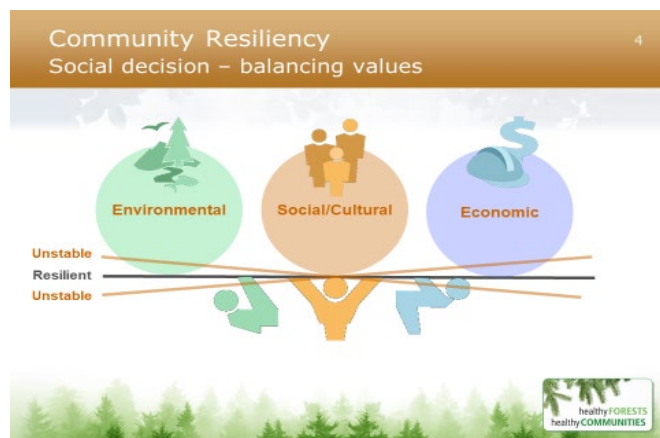 Community Resiliency
4
Social decision – balancing values
Environmental
Social/Cultural
Economic
Unstable
Resilient
Unstable
$
healthy FORESTS
healthy COMMUNITIES